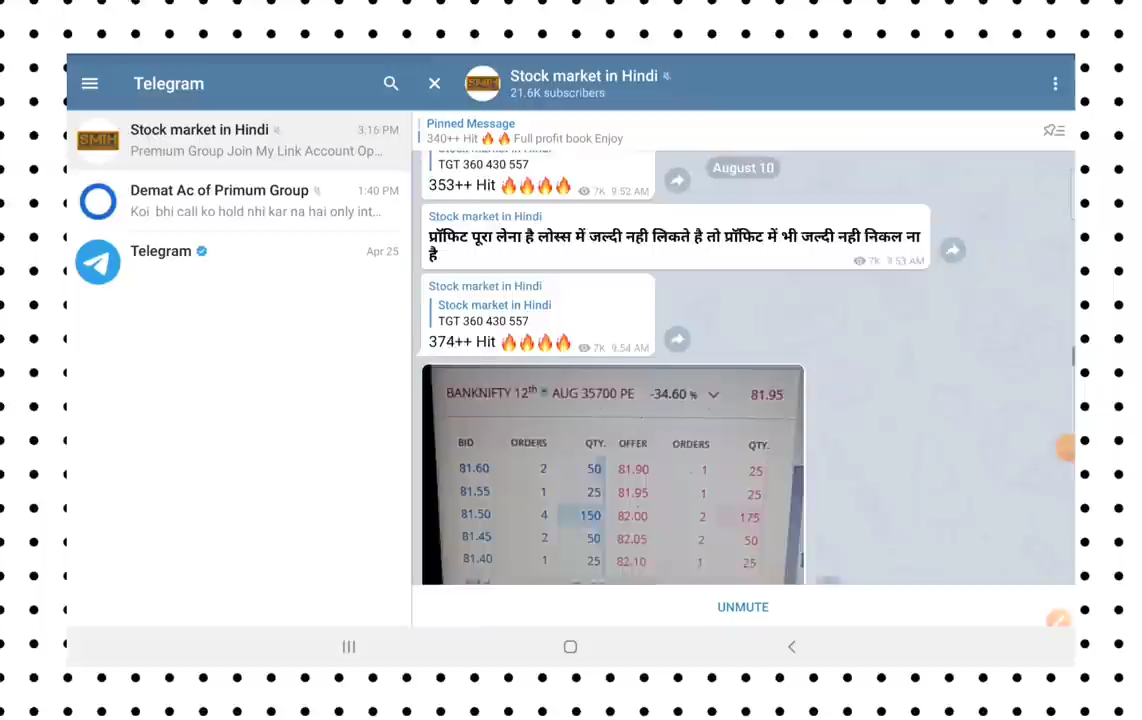 Telegram
Stock market in Hindi
21.6K subscribers
SMIH
Stock market in Hindi
3:16 PM
Premium Group Join My Link Account Op...
Demat Ac of Primum Group
1:40 PM
Koi bhi call ko hold nhi kar na hai only int...
Telegram
Apr 25
Pinned Message
340++ Hit 🔥🔥 Full profit book Enjoy
August 10
TGT 360 430 557
353++ Hit 🔥🔥🔥🔥
7K 9:52 AM
Stock market in Hindi
प्रॉफिट पूरा लेना है लोस्स में जल्दी नही लिकते है तो प्रॉफिट में भी जल्दी नही निकल ना
है
7K 9:53 AM
Stock market in Hindi
Stock market in Hindi
TGT 360 430 557
374++ Hit 🔥🔥🔥🔥
7K 9:54 AM
BANKNIFTY 12th AUG 35700 PE -34.60 % 81.95
BID ORDERS QTY. OFFER ORDERS QTY.
81.60 2 50 81.90 1 25
81.55 1 25 81.95 1 25
81.50 4 150 82.00 2 175
81.45 2 50 82.05 2 50
81.40 1 25 82.10 1 25
UNMUTE